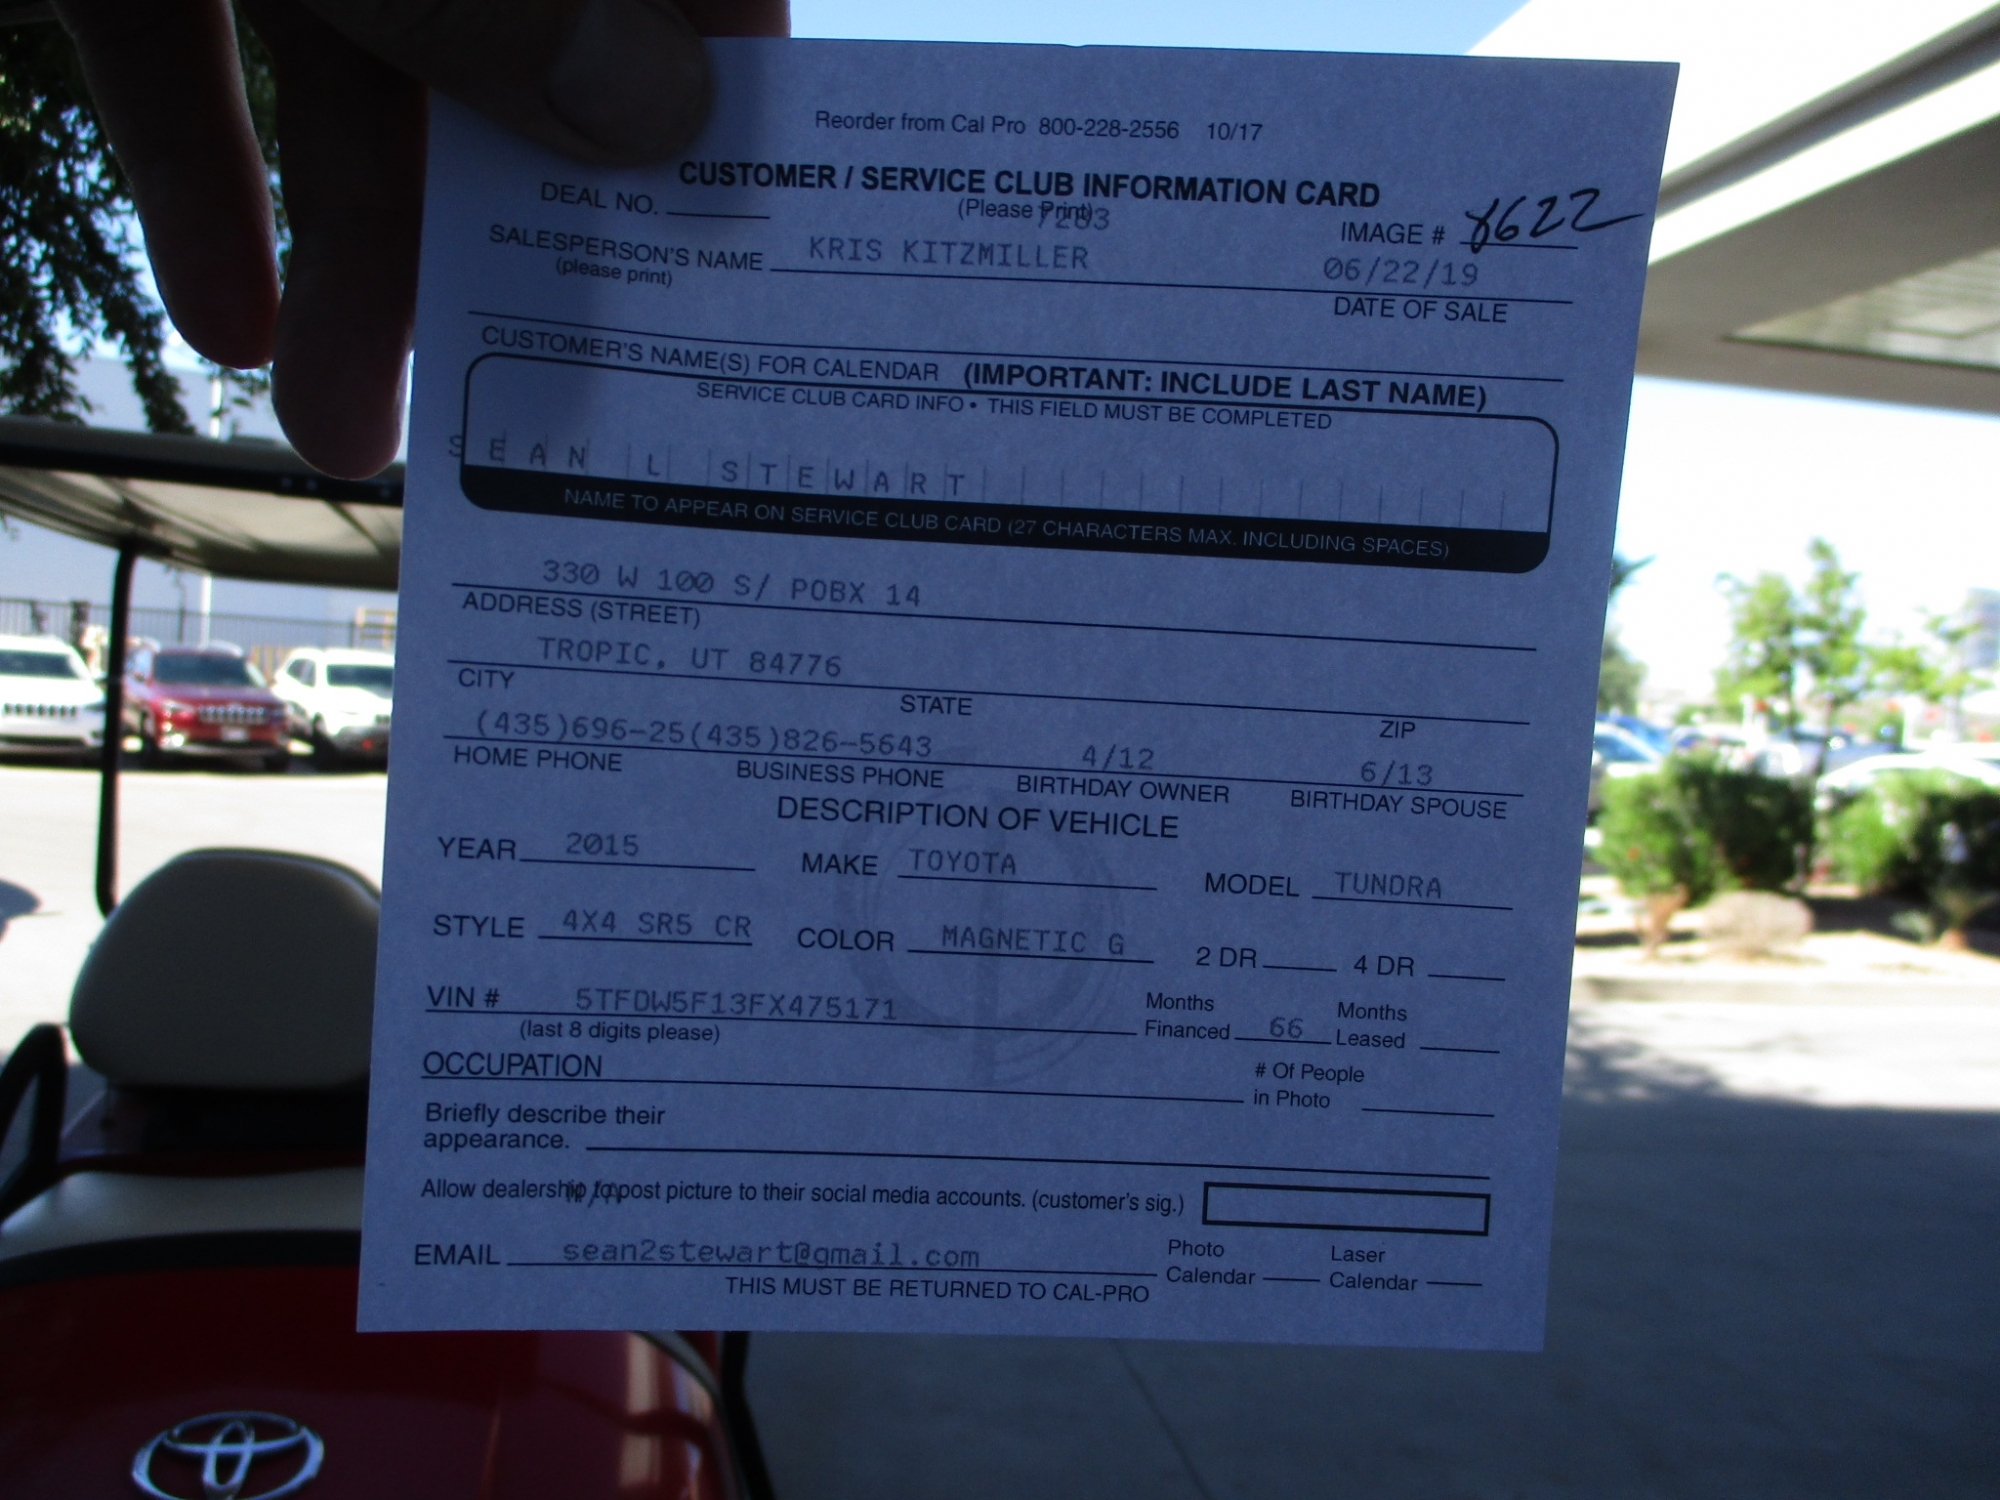 Reorder from Cal Pro 800-228-2556 10/17
CUSTOMER / SERVICE CLUB INFORMATION CARD
(Please Print)
DEAL NO. 7283
IMAGE # 8622
SALESPERSON'S NAME KRIS KITZMILLER 06/22/19
(please print)
DATE OF SALE
CUSTOMER'S NAME(S) FOR CALENDAR (IMPORTANT: INCLUDE LAST NAME)
SERVICE CLUB CARD INFO • THIS FIELD MUST BE COMPLETED
SEAN L STEWART
NAME TO APPEAR ON SERVICE CLUB CARD (27 CHARACTERS MAX. INCLUDING SPACES)
330 W 100 S/ POBX 14
ADDRESS (STREET)
TROPIC, UT 84776
CITY STATE ZIP
(435)696-25(435)826-5643 4/12 6/13
HOME PHONE BUSINESS PHONE BIRTHDAY OWNER BIRTHDAY SPOUSE
DESCRIPTION OF VEHICLE
YEAR 2015 MAKE TOYOTA MODEL TUNDRA
STYLE 4X4 SR5 CR COLOR MAGNETIC G 2 DR 4 DR
VIN # 5TFDW5F13FX475171 Months Financed 66 Months Leased
(last 8 digits please)
OCCUPATION # Of People in Photo
Briefly describe their
appearance.
Allow dealership to post picture to their social media accounts. (customer's sig.)
N/A
EMAIL sean2stewart@gmail.com Photo Calendar Laser Calendar
THIS MUST BE RETURNED TO CAL-PRO